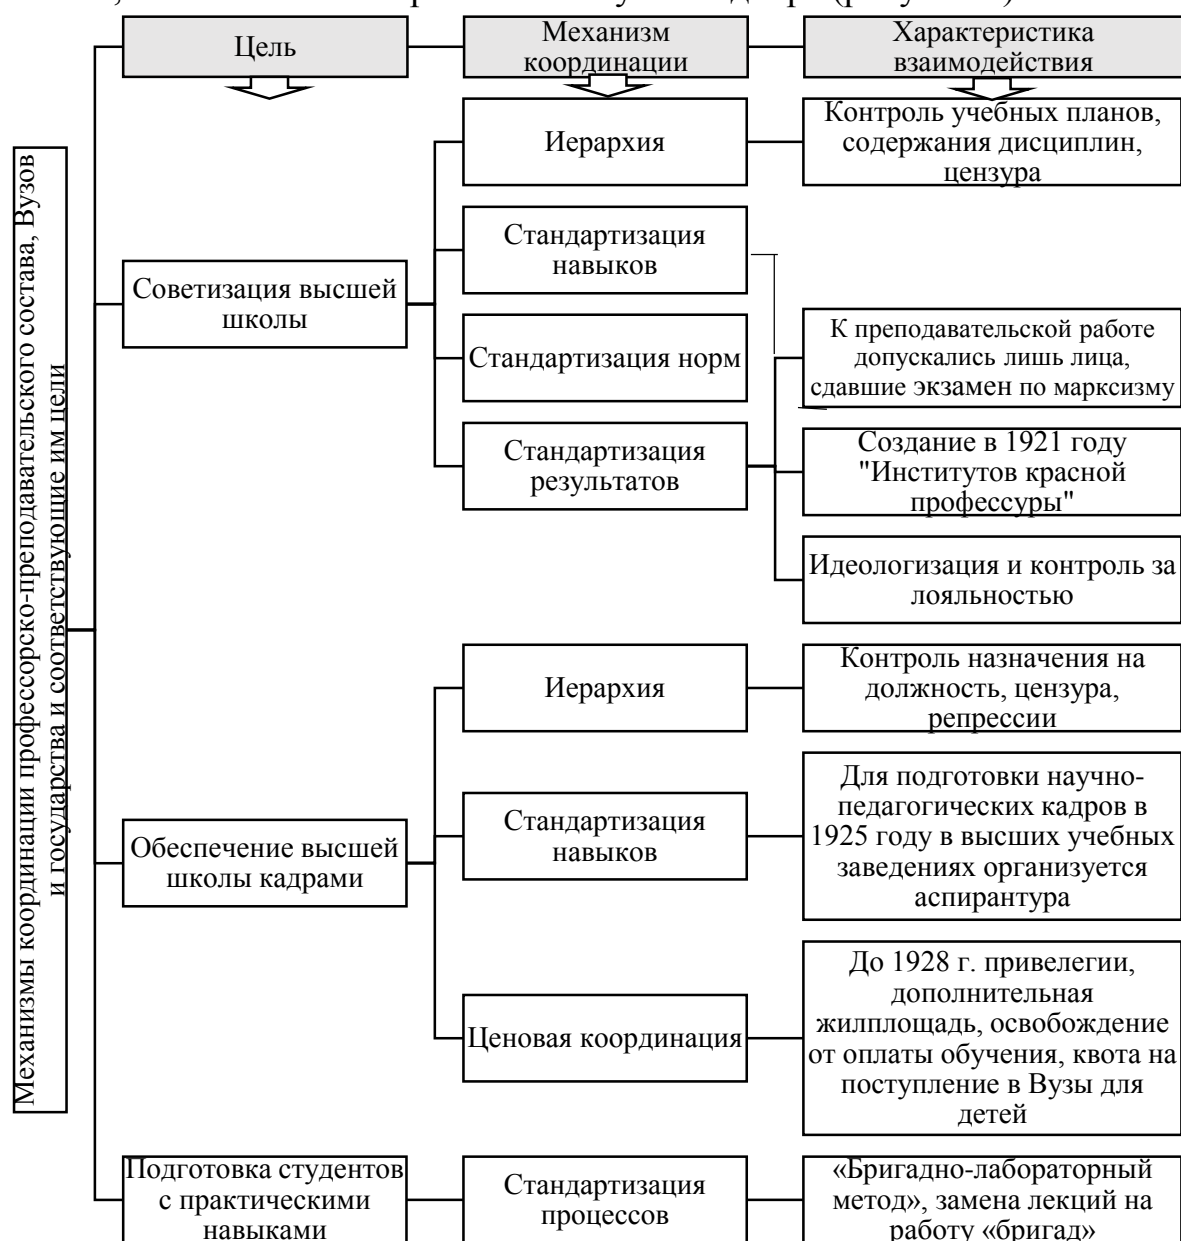 Цель
Механизм
координации
Характеристика
взаимодействия
Механизмы координации профессорско-преподавательского состава, Вузов
и государства и соответствующие им цели
Советизация высшей
школы
Иерархия
Контроль учебных планов,
содержания дисциплин,
цензура
Стандартизация
навыков
Стандартизация норм
Стандартизация
результатов
К преподавательской работе
допускались лишь лица,
сдавшие экзамен по марксизму
Создание в 1921 году
"Институтов красной
профессуры"
Идеологизация и контроль за
лояльностью
Обеспечение высшей
школы кадрами
Иерархия
Контроль назначения на
должность, цензура,
репрессии
Стандартизация
навыков
Для подготовки научно-
педагогических кадров в
1925 году в высших учебных
заведениях организуется
аспирантура
Ценовая координация
До 1928 г. привелегии,
дополнительная
жилплощадь, освобождение
от оплаты обучения, квота на
поступление в Вузы для
детей
Подготовка студентов
с практическими
навыками
Стандартизация
процессов
«Бригадно-лабораторный
метод», замена лекций на
работу «бригад»